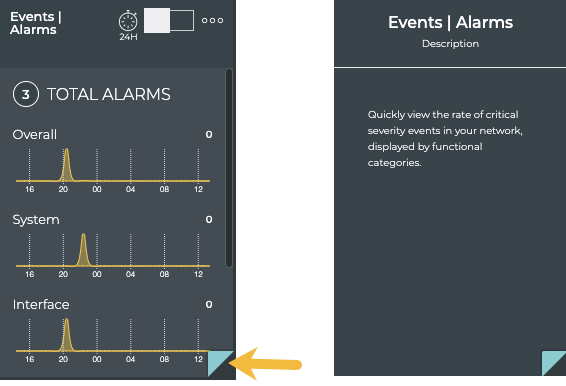 Events |
Alarms
24H
3 TOTAL ALARMS
Overall 0
16 20 00 04 08 12
System 0
16 20 00 04 08 12
Interface 0
16 20 00 04 08 12
Events | Alarms
Description
Quickly view the rate of critical
severity events in your network,
displayed by functional
categories.